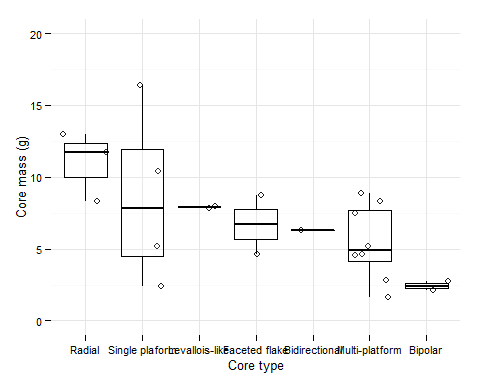 20
15
10
5
0
Core mass (g)
Radial Single plaform Levallois-like Faceted flake Bidirectional Multi-platform Bipolar
Core type